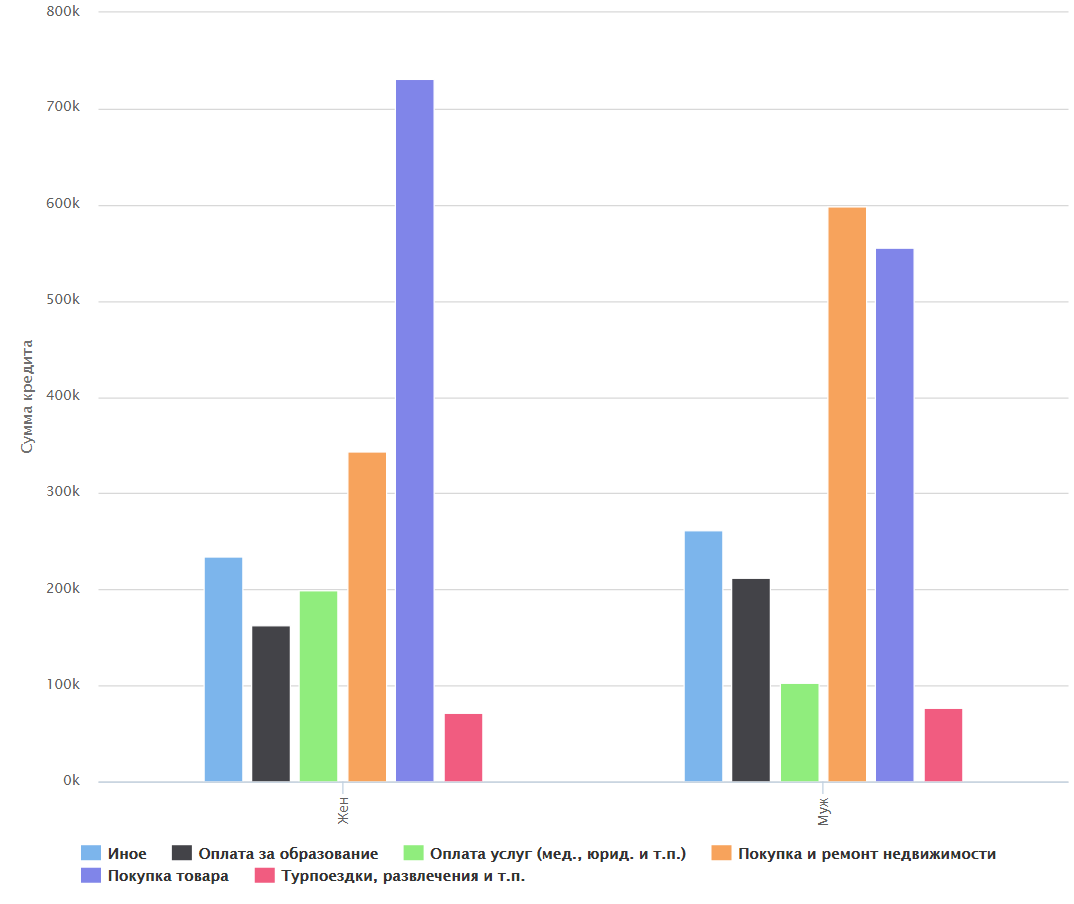 800k
700k
600k
500k
400k
300k
200k
100k
0k
Сумма кредита
Жен
Муж
Иное Оплата за образование Оплата услуг (мед., юрид. и т.п.) Покупка и ремонт недвижимости
Покупка товара Турпоездки, развлечения и т.п.